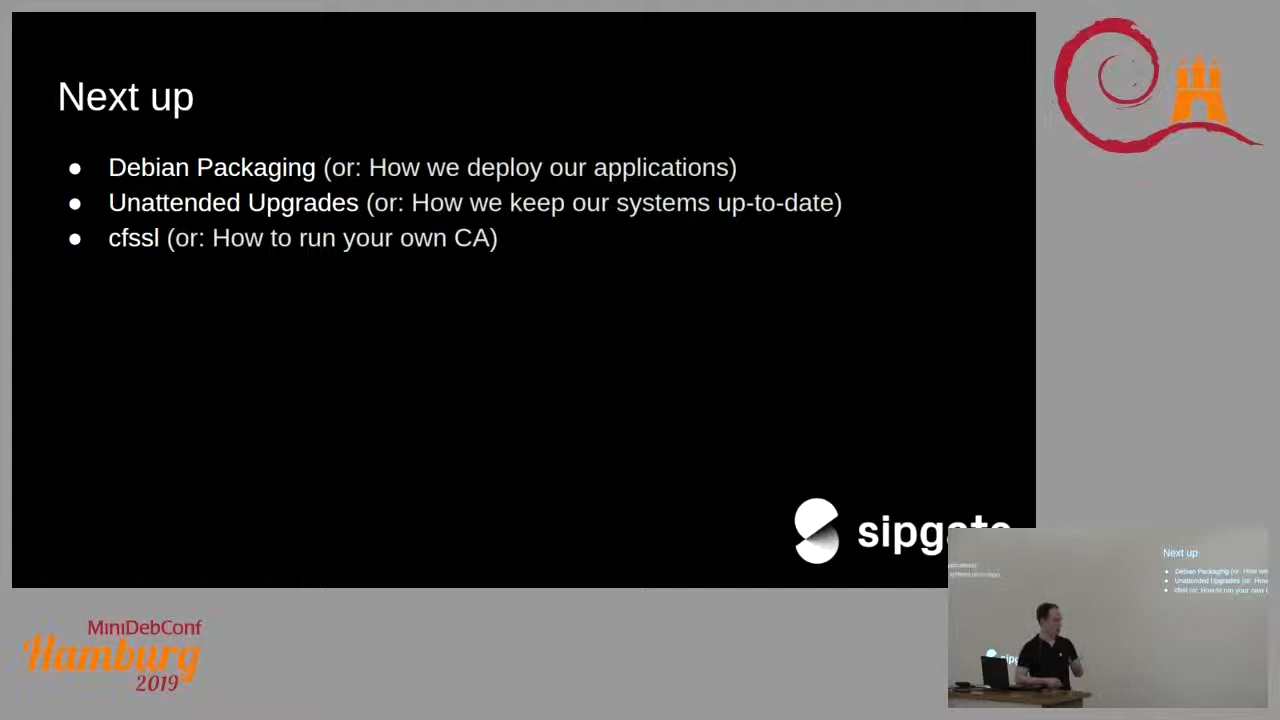 Next up
● Debian Packaging (or: How we deploy our applications)
● Unattended Upgrades (or: How we keep our systems up-to-date)
● cfssl (or: How to run your own CA)
sipgate
Next up
● Debian Packaging (or: How we
● Unattended Upgrades (or: How
● cfssl (or: How to run your own
sip
MiniDebConf
Hamburg
2019